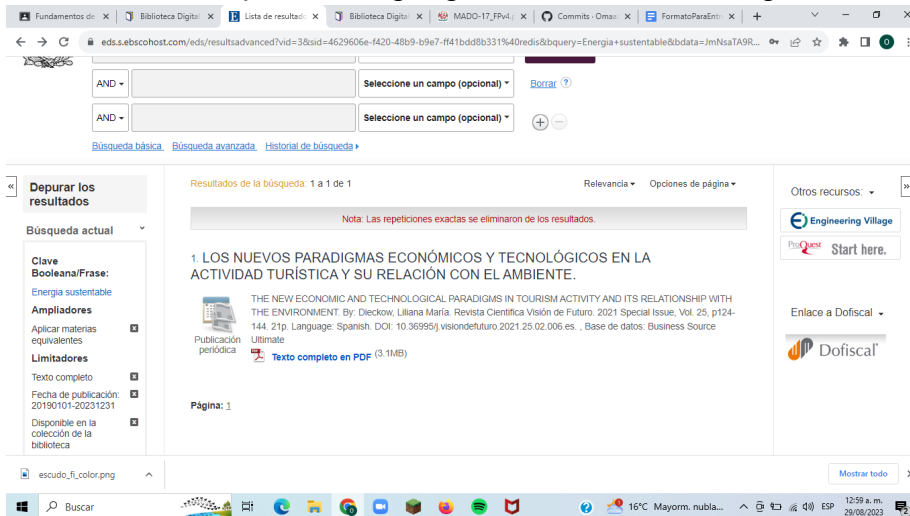 Fundamentos de
Biblioteca Digital
Lista de resultado
Biblioteca Digital
MADO-17_FPv4.p
Commits · Omaa
FormatoParaEntre
eds.s.ebscohost.com/eds/resultsadvanced?vid=3&sid=4629606e-f420-48b9-b9e7-ff41bdd8b331%40redis&bquery=Energia+sustentable&bdata=JmNsaTA9R...
AND
Seleccione un campo (opcional)
Borrar
AND
Seleccione un campo (opcional)
Búsqueda básica Búsqueda avanzada Historial de búsqueda
Depurar los
resultados
Búsqueda actual
Clave
Booleana/Frase:
Energia sustentable
Ampliadores
Aplicar materias
equivalentes
Limitadores
Texto completo
Fecha de publicación:
20190101-20231231
Disponible en la
colección de la
biblioteca
Resultados de la búsqueda: 1 a 1 de 1
Relevancia Opciones de página
Nota: Las repeticiones exactas se eliminaron de los resultados.
1. LOS NUEVOS PARADIGMAS ECONÓMICOS Y TECNOLÓGICOS EN LA
ACTIVIDAD TURÍSTICA Y SU RELACIÓN CON EL AMBIENTE.
Publicación
periódica
THE NEW ECONOMIC AND TECHNOLOGICAL PARADIGMS IN TOURISM ACTIVITY AND ITS RELATIONSHIP WITH
THE ENVIRONMENT. By: Dieckow, Liliana María. Revista Científica Visión de Futuro. 2021 Special Issue, Vol. 25, p124-
144. 21p. Language: Spanish. DOI: 10.36995/j.visiondefuturo.2021.25.02.006.es. , Base de datos: Business Source
Ultimate
Texto completo en PDF (3.1MB)
Página: 1
Otros recursos:
Engineering Village
ProQuest Start here.
Enlace a Dofiscal
Dofiscal
escudo_fi_color.png
Mostrar todo
Buscar
16°C Mayorm. nubla...
ESP
12:59 a. m.
29/08/2023